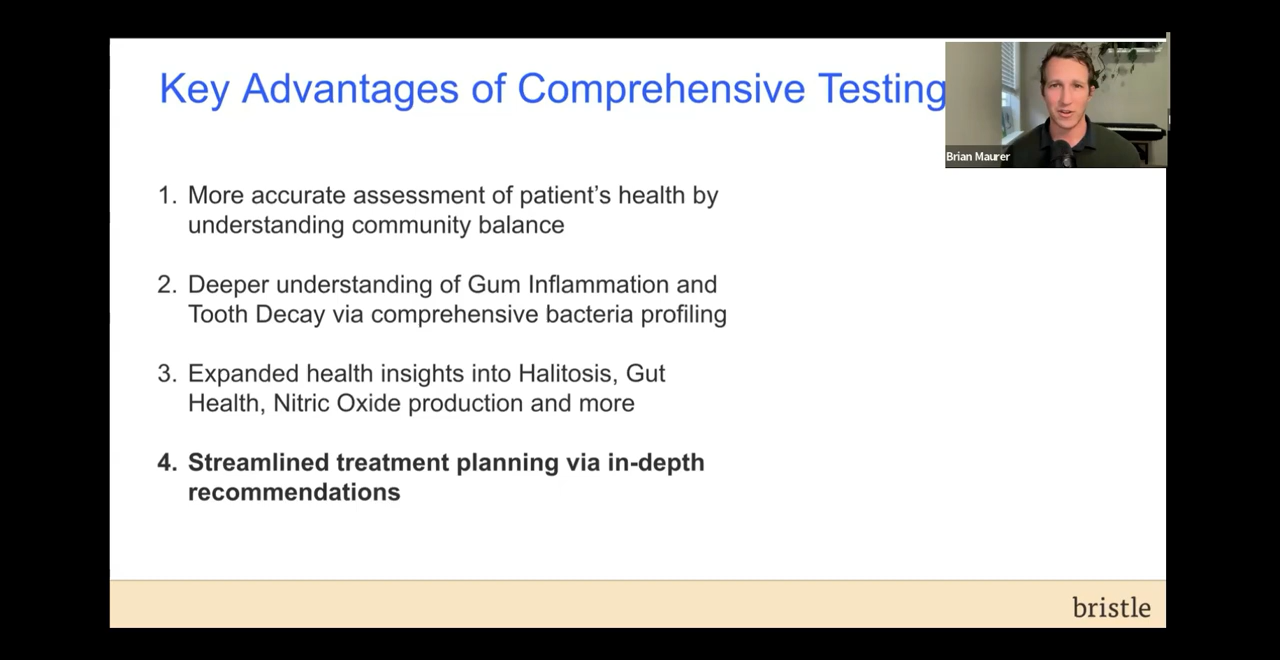 Key Advantages of Comprehensive Testing
Brian Maurer
1. More accurate assessment of patient’s health by
understanding community balance
2. Deeper understanding of Gum Inflammation and
Tooth Decay via comprehensive bacteria profiling
3. Expanded health insights into Halitosis, Gut
Health, Nitric Oxide production and more
4. Streamlined treatment planning via in-depth
recommendations
bristle